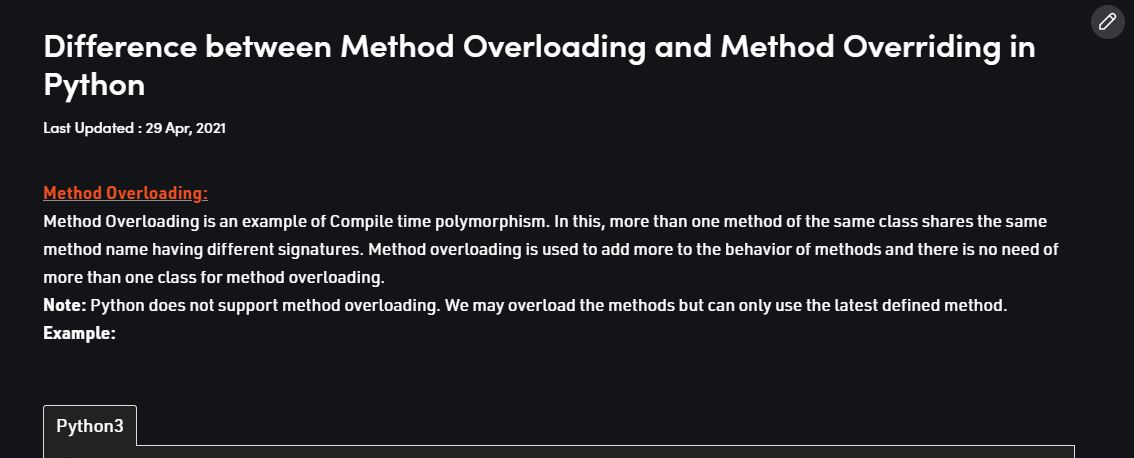 Difference between Method Overloading and Method Overriding in
Python
Last Updated : 29 Apr, 2021
Method Overloading:
Method Overloading is an example of Compile time polymorphism. In this, more than one method of the same class shares the same
method name having different signatures. Method overloading is used to add more to the behavior of methods and there is no need of
more than one class for method overloading.
Note: Python does not support method overloading. We may overload the methods but can only use the latest defined method.
Example:
Python3